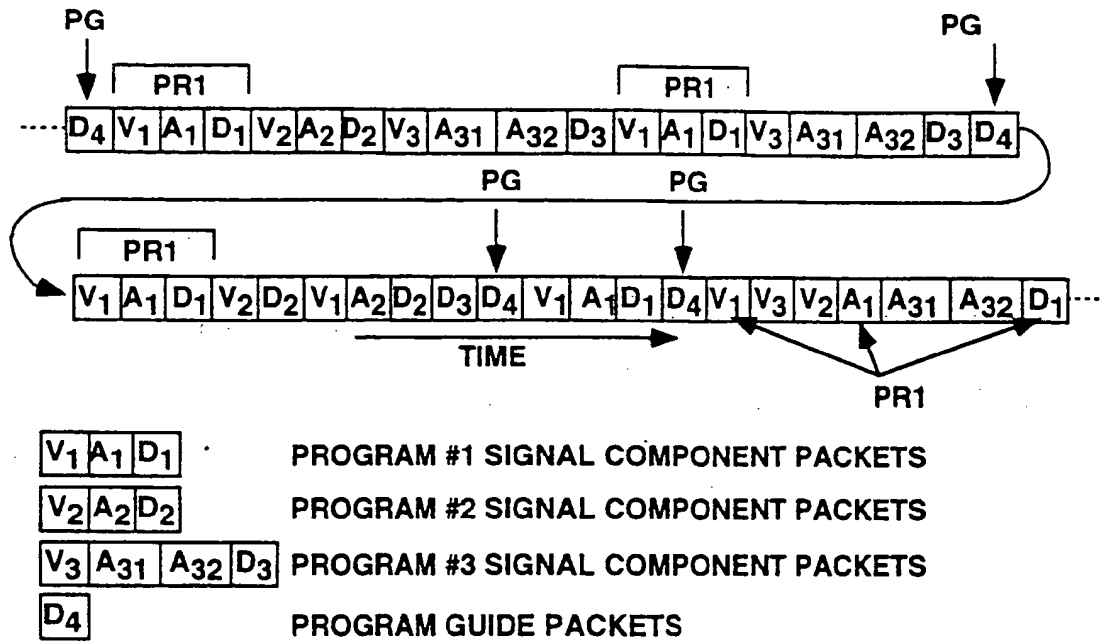 PG PG
PR1 PR1
D4 V1 A1 D1 V2 A2 D2 V3 A31 A32 D3 V1 A1 D1 V3 A31 A32 D3 D4
PG PG
PR1
V1 A1 D1 V2 D2 V1 A2 D2 D3 D4 V1 A1 D1 D4 V1 V3 V2 A1 A31 A32 D1
TIME
PR1
V1 A1 D1 PROGRAM #1 SIGNAL COMPONENT PACKETS
V2 A2 D2 PROGRAM #2 SIGNAL COMPONENT PACKETS
V3 A31 A32 D3 PROGRAM #3 SIGNAL COMPONENT PACKETS
D4 PROGRAM GUIDE PACKETS